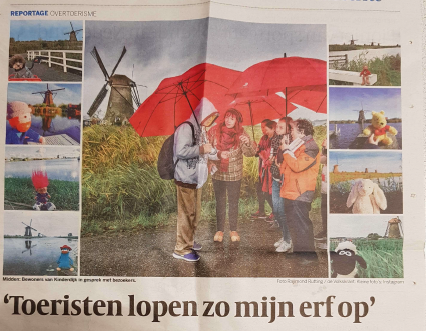 REPORTAGE OVERTOERISME
Midden: Bewoners van Kinderdijk in gesprek met bezoekers.
'Toeristen lopen zo mijn erf op'